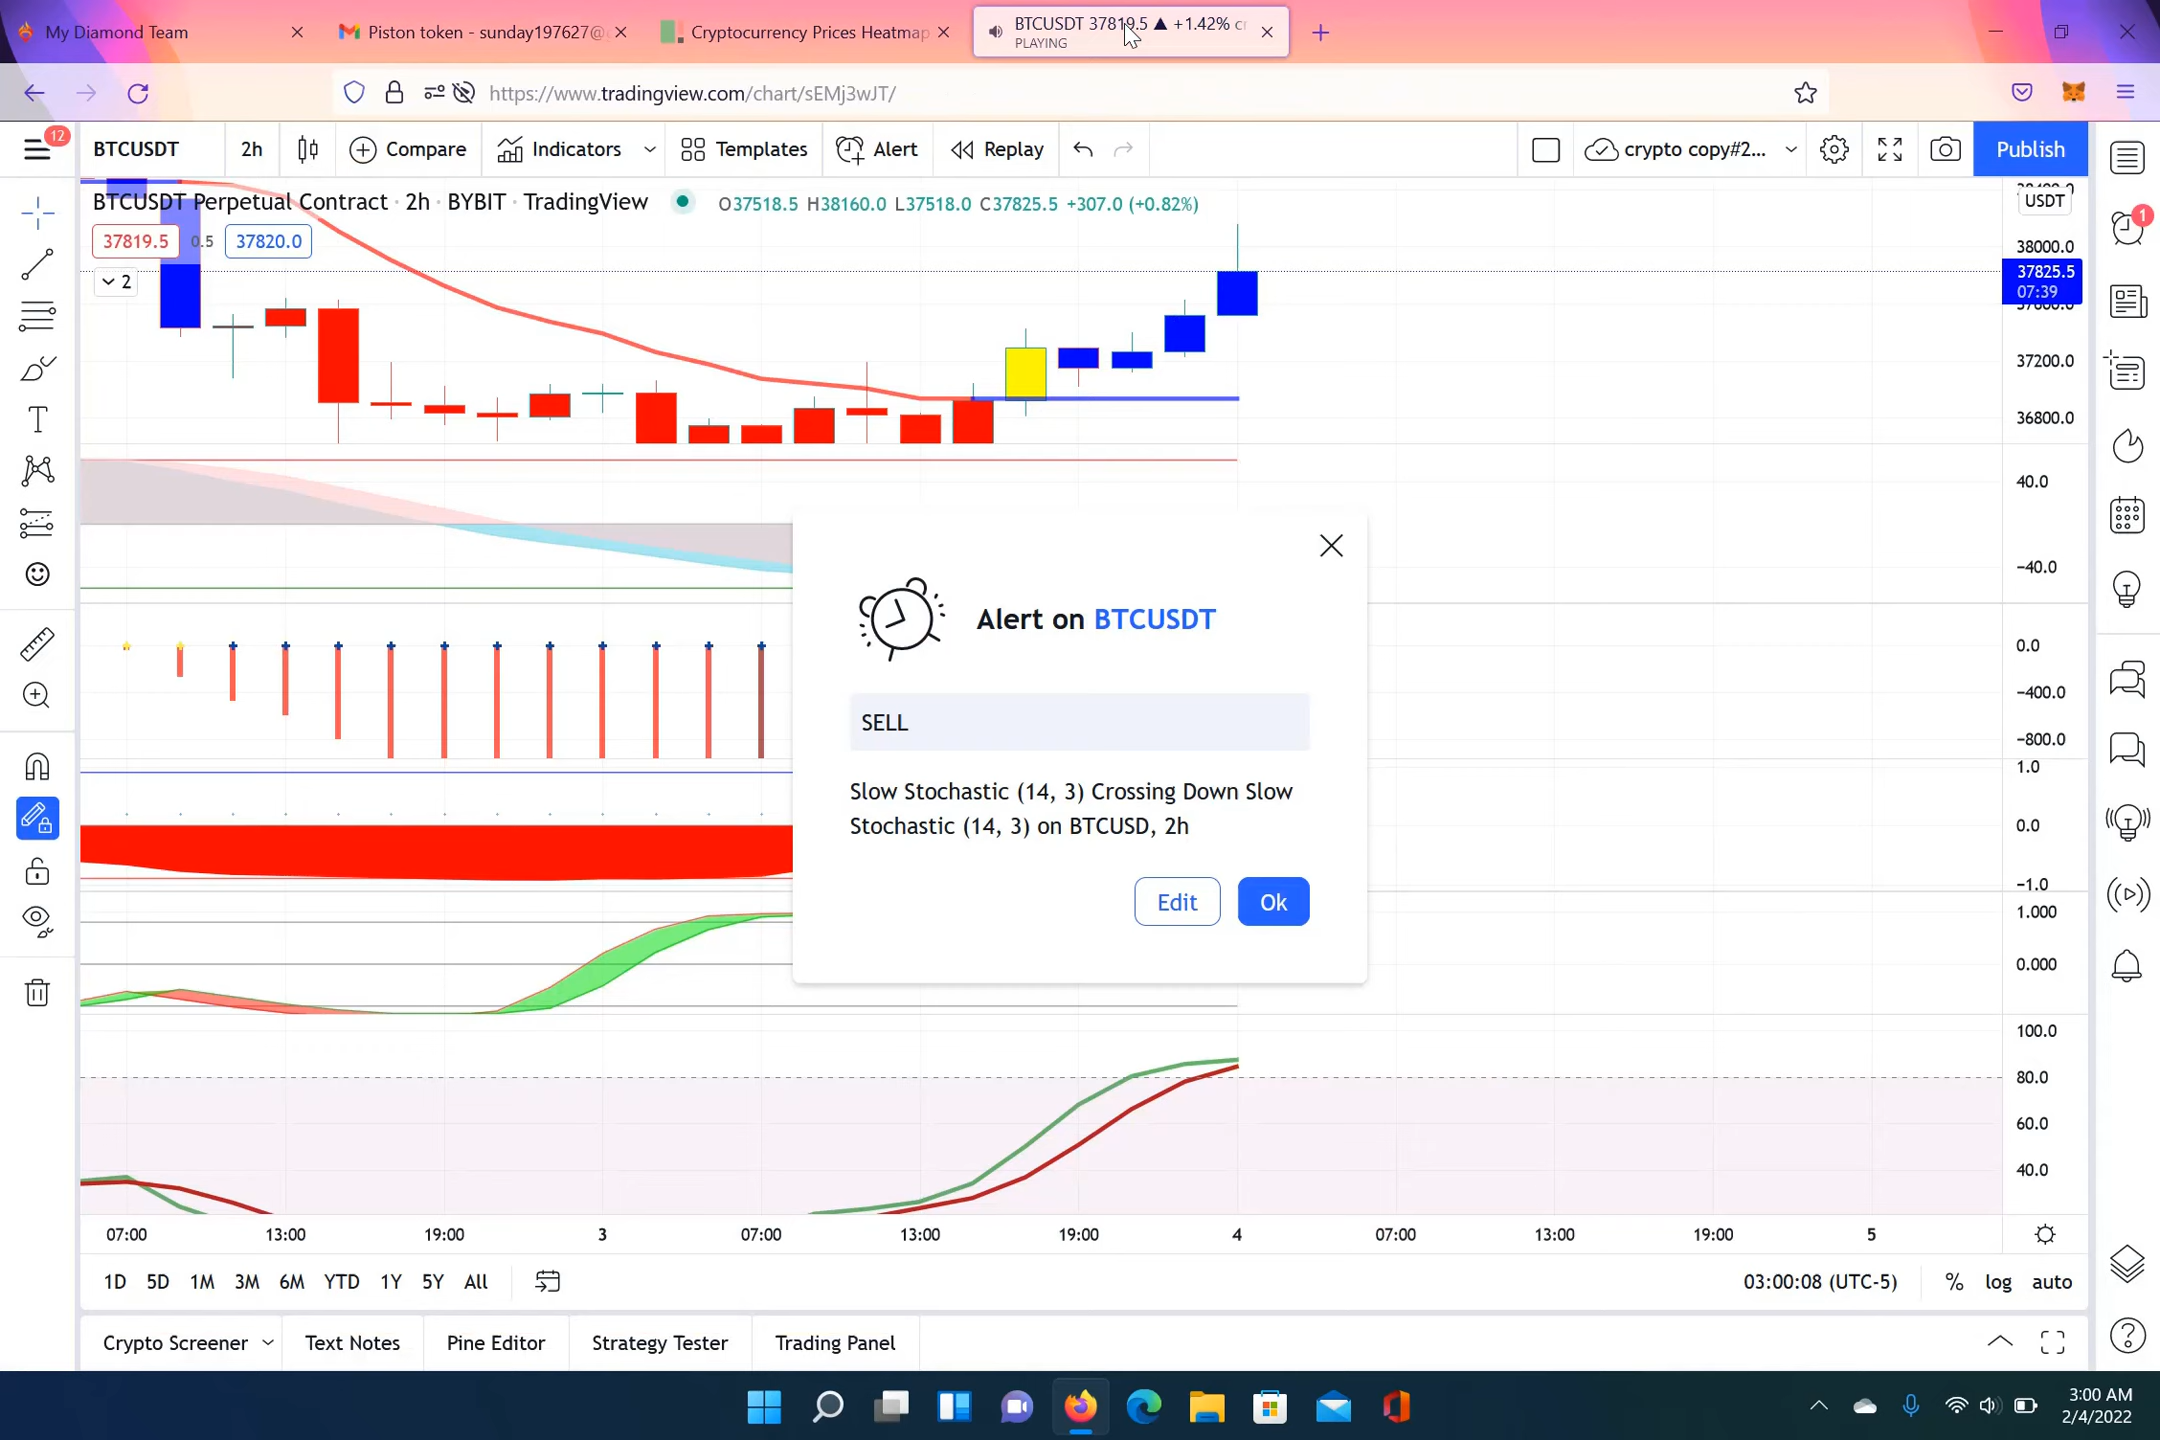 My Diamond Team
Piston token - sunday197627@
Cryptocurrency Prices Heatmap
BTCUSDT 37819.5 ▲ +1.42% cr
PLAYING
https://www.tradingview.com/chart/sEMj3wJT/
12
BTCUSDT
2h
Compare
Indicators
Templates
Alert
Replay
crypto copy#2...
Publish
BTCUSDT Perpetual Contract · 2h · BYBIT · TradingView
O37518.5 H38160.0 L37518.0 C37825.5 +307.0 (+0.82%)
USDT
1
37819.5
0.5
37820.0
2
38000.0
37825.5
07:39
37200.0
36800.0
40.0
−40.0
0.0
−400.0
−800.0
1.0
0.0
−1.0
1.000
0.000
100.0
80.0
60.0
40.0
Alert on BTCUSDT
SELL
Slow Stochastic (14, 3) Crossing Down Slow
Stochastic (14, 3) on BTCUSD, 2h
Edit
Ok
07:00
13:00
19:00
3
07:00
13:00
19:00
4
07:00
13:00
19:00
5
1D
5D
1M
3M
6M
YTD
1Y
5Y
All
03:00:08 (UTC-5)
%
log
auto
Crypto Screener
Text Notes
Pine Editor
Strategy Tester
Trading Panel
3:00 AM
2/4/2022